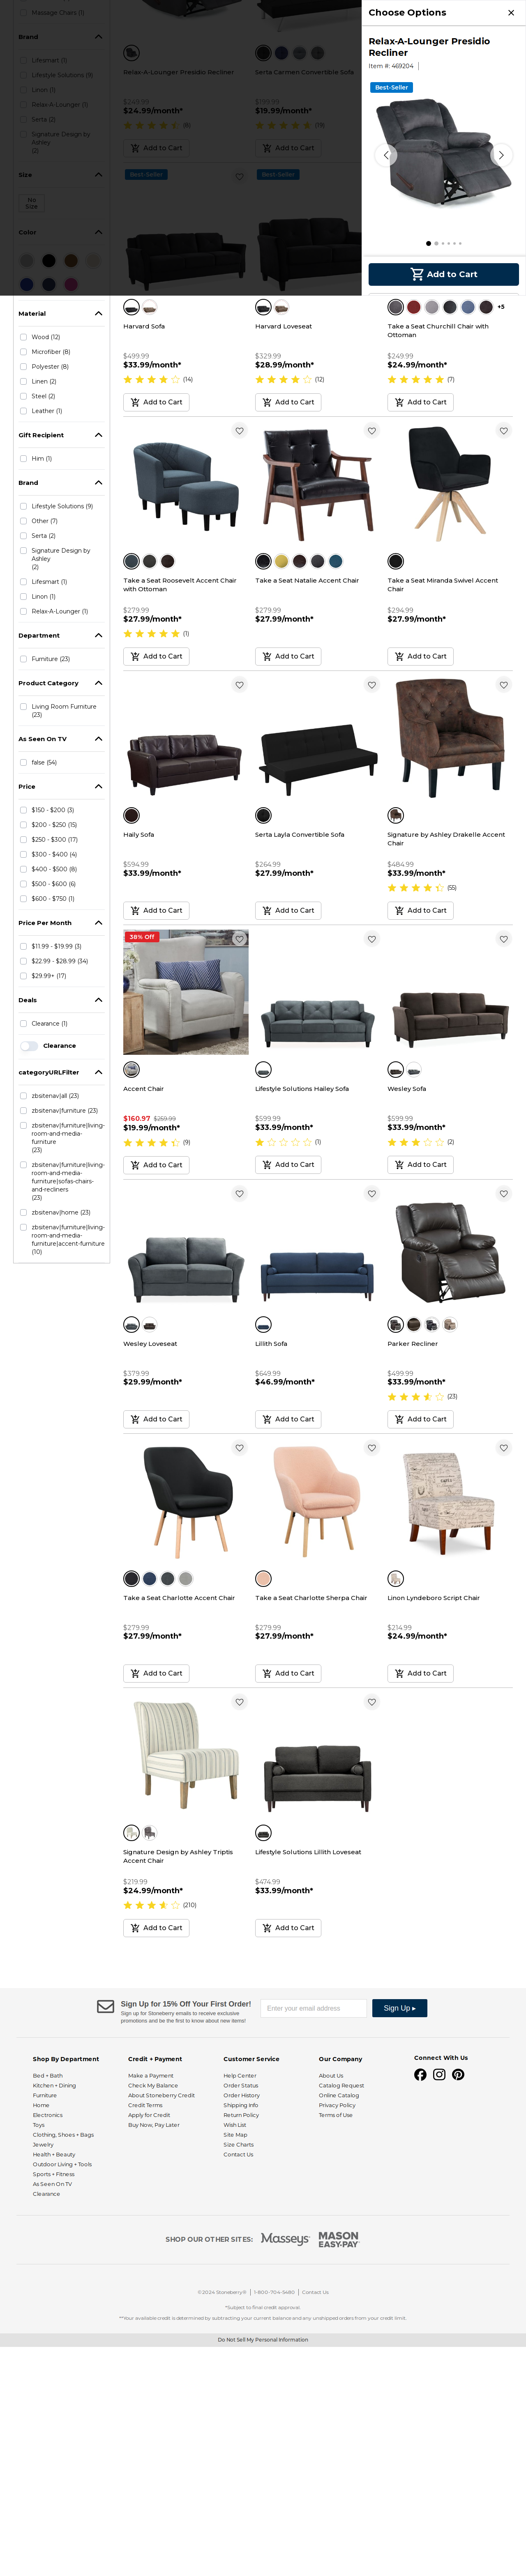 Choose Options
Relax-A-Lounger Presidio Recliner
Item #: 469204
Best-Seller
Add to Cart
Massage Chairs (1)
Brand
Lifesmart (1)
Lifestyle Solutions (9)
Linon (1)
Relax-A-Lounger (1)
Serta (2)
Signature Design by Ashley
(2)
Size
No Size
Color
Material
Wood (12)
Microfiber (8)
Polyester (8)
Linen (2)
Steel (2)
Leather (1)
Gift Recipient
Him (1)
Brand
Lifestyle Solutions (9)
Other (7)
Serta (2)
Signature Design by Ashley
(2)
Lifesmart (1)
Linon (1)
Relax-A-Lounger (1)
Department
Furniture (23)
Product Category
Living Room Furniture
(23)
As Seen On TV
false (54)
Price
$150 - $200 (3)
$200 - $250 (15)
$250 - $300 (17)
$300 - $400 (4)
$400 - $500 (8)
$500 - $600 (6)
$600 - $750 (1)
Price Per Month
$11.99 - $19.99 (3)
$22.99 - $28.99 (34)
$29.99+ (17)
Deals
Clearance (1)
Clearance
categoryURLFilter
zbsitenav|all (23)
zbsitenav|furniture (23)
zbsitenav|furniture|living-room-and-media-furniture
(23)
zbsitenav|furniture|living-room-and-media-furniture|sofas-chairs-and-recliners
(23)
zbsitenav|home (23)
zbsitenav|furniture|living-room-and-media-furniture|accent-furniture
(10)
Relax-A-Lounger Presidio Recliner
$249.99
$24.99/month*
(8)
Add to Cart
Serta Carmen Convertible Sofa
$199.99
$19.99/month*
(19)
Add to Cart
Best-Seller
Harvard Sofa
$499.99
$33.99/month*
(14)
Add to Cart
Best-Seller
Harvard Loveseat
$329.99
$28.99/month*
(12)
Add to Cart
+5
Take a Seat Churchill Chair with Ottoman
$249.99
$24.99/month*
(7)
Add to Cart
Take a Seat Roosevelt Accent Chair with Ottoman
$279.99
$27.99/month*
(1)
Add to Cart
Take a Seat Natalie Accent Chair
$279.99
$27.99/month*
Add to Cart
Take a Seat Miranda Swivel Accent Chair
$294.99
$27.99/month*
Add to Cart
Haily Sofa
$594.99
$33.99/month*
Add to Cart
Serta Layla Convertible Sofa
$264.99
$27.99/month*
Add to Cart
Signature by Ashley Drakelle Accent Chair
$484.99
$33.99/month*
(55)
Add to Cart
38% Off
Accent Chair
$160.97 $259.99
$19.99/month*
(9)
Add to Cart
Lifestyle Solutions Hailey Sofa
$599.99
$33.99/month*
(1)
Add to Cart
Wesley Sofa
$599.99
$33.99/month*
(2)
Add to Cart
Wesley Loveseat
$379.99
$29.99/month*
Add to Cart
Lillith Sofa
$649.99
$46.99/month*
Add to Cart
Parker Recliner
$499.99
$33.99/month*
(23)
Add to Cart
Take a Seat Charlotte Accent Chair
$279.99
$27.99/month*
Add to Cart
Take a Seat Charlotte Sherpa Chair
$279.99
$27.99/month*
Add to Cart
Linon Lyndeboro Script Chair
$214.99
$24.99/month*
Add to Cart
Signature Design by Ashley Triptis Accent Chair
$219.99
$24.99/month*
(210)
Add to Cart
Lifestyle Solutions Lillith Loveseat
$474.99
$33.99/month*
Add to Cart
Sign Up for 15% Off Your First Order!
Sign up for Stoneberry emails to receive exclusive
promotions and be the first to know about new items!
Enter your email address
Sign Up ▸
Shop By Department
Bed + Bath
Kitchen + Dining
Furniture
Home
Electronics
Toys
Clothing, Shoes + Bags
Jewelry
Health + Beauty
Outdoor Living + Tools
Sports + Fitness
As Seen On TV
Clearance
Credit + Payment
Make a Payment
Check My Balance
About Stoneberry Credit
Credit Terms
Apply for Credit
Buy Now, Pay Later
Customer Service
Help Center
Order Status
Order History
Shipping Info
Return Policy
Wish List
Site Map
Size Charts
Contact Us
Our Company
About Us
Catalog Request
Online Catalog
Privacy Policy
Terms of Use
Connect With Us
SHOP OUR OTHER SITES:
Masseys
MASON EASY-PAY
©2024 Stoneberry®
1-800-704-5480
Contact Us
*Subject to final credit approval.
**Your available credit is determined by subtracting your current balance and any unshipped orders from your credit limit.
Do Not Sell My Personal Information